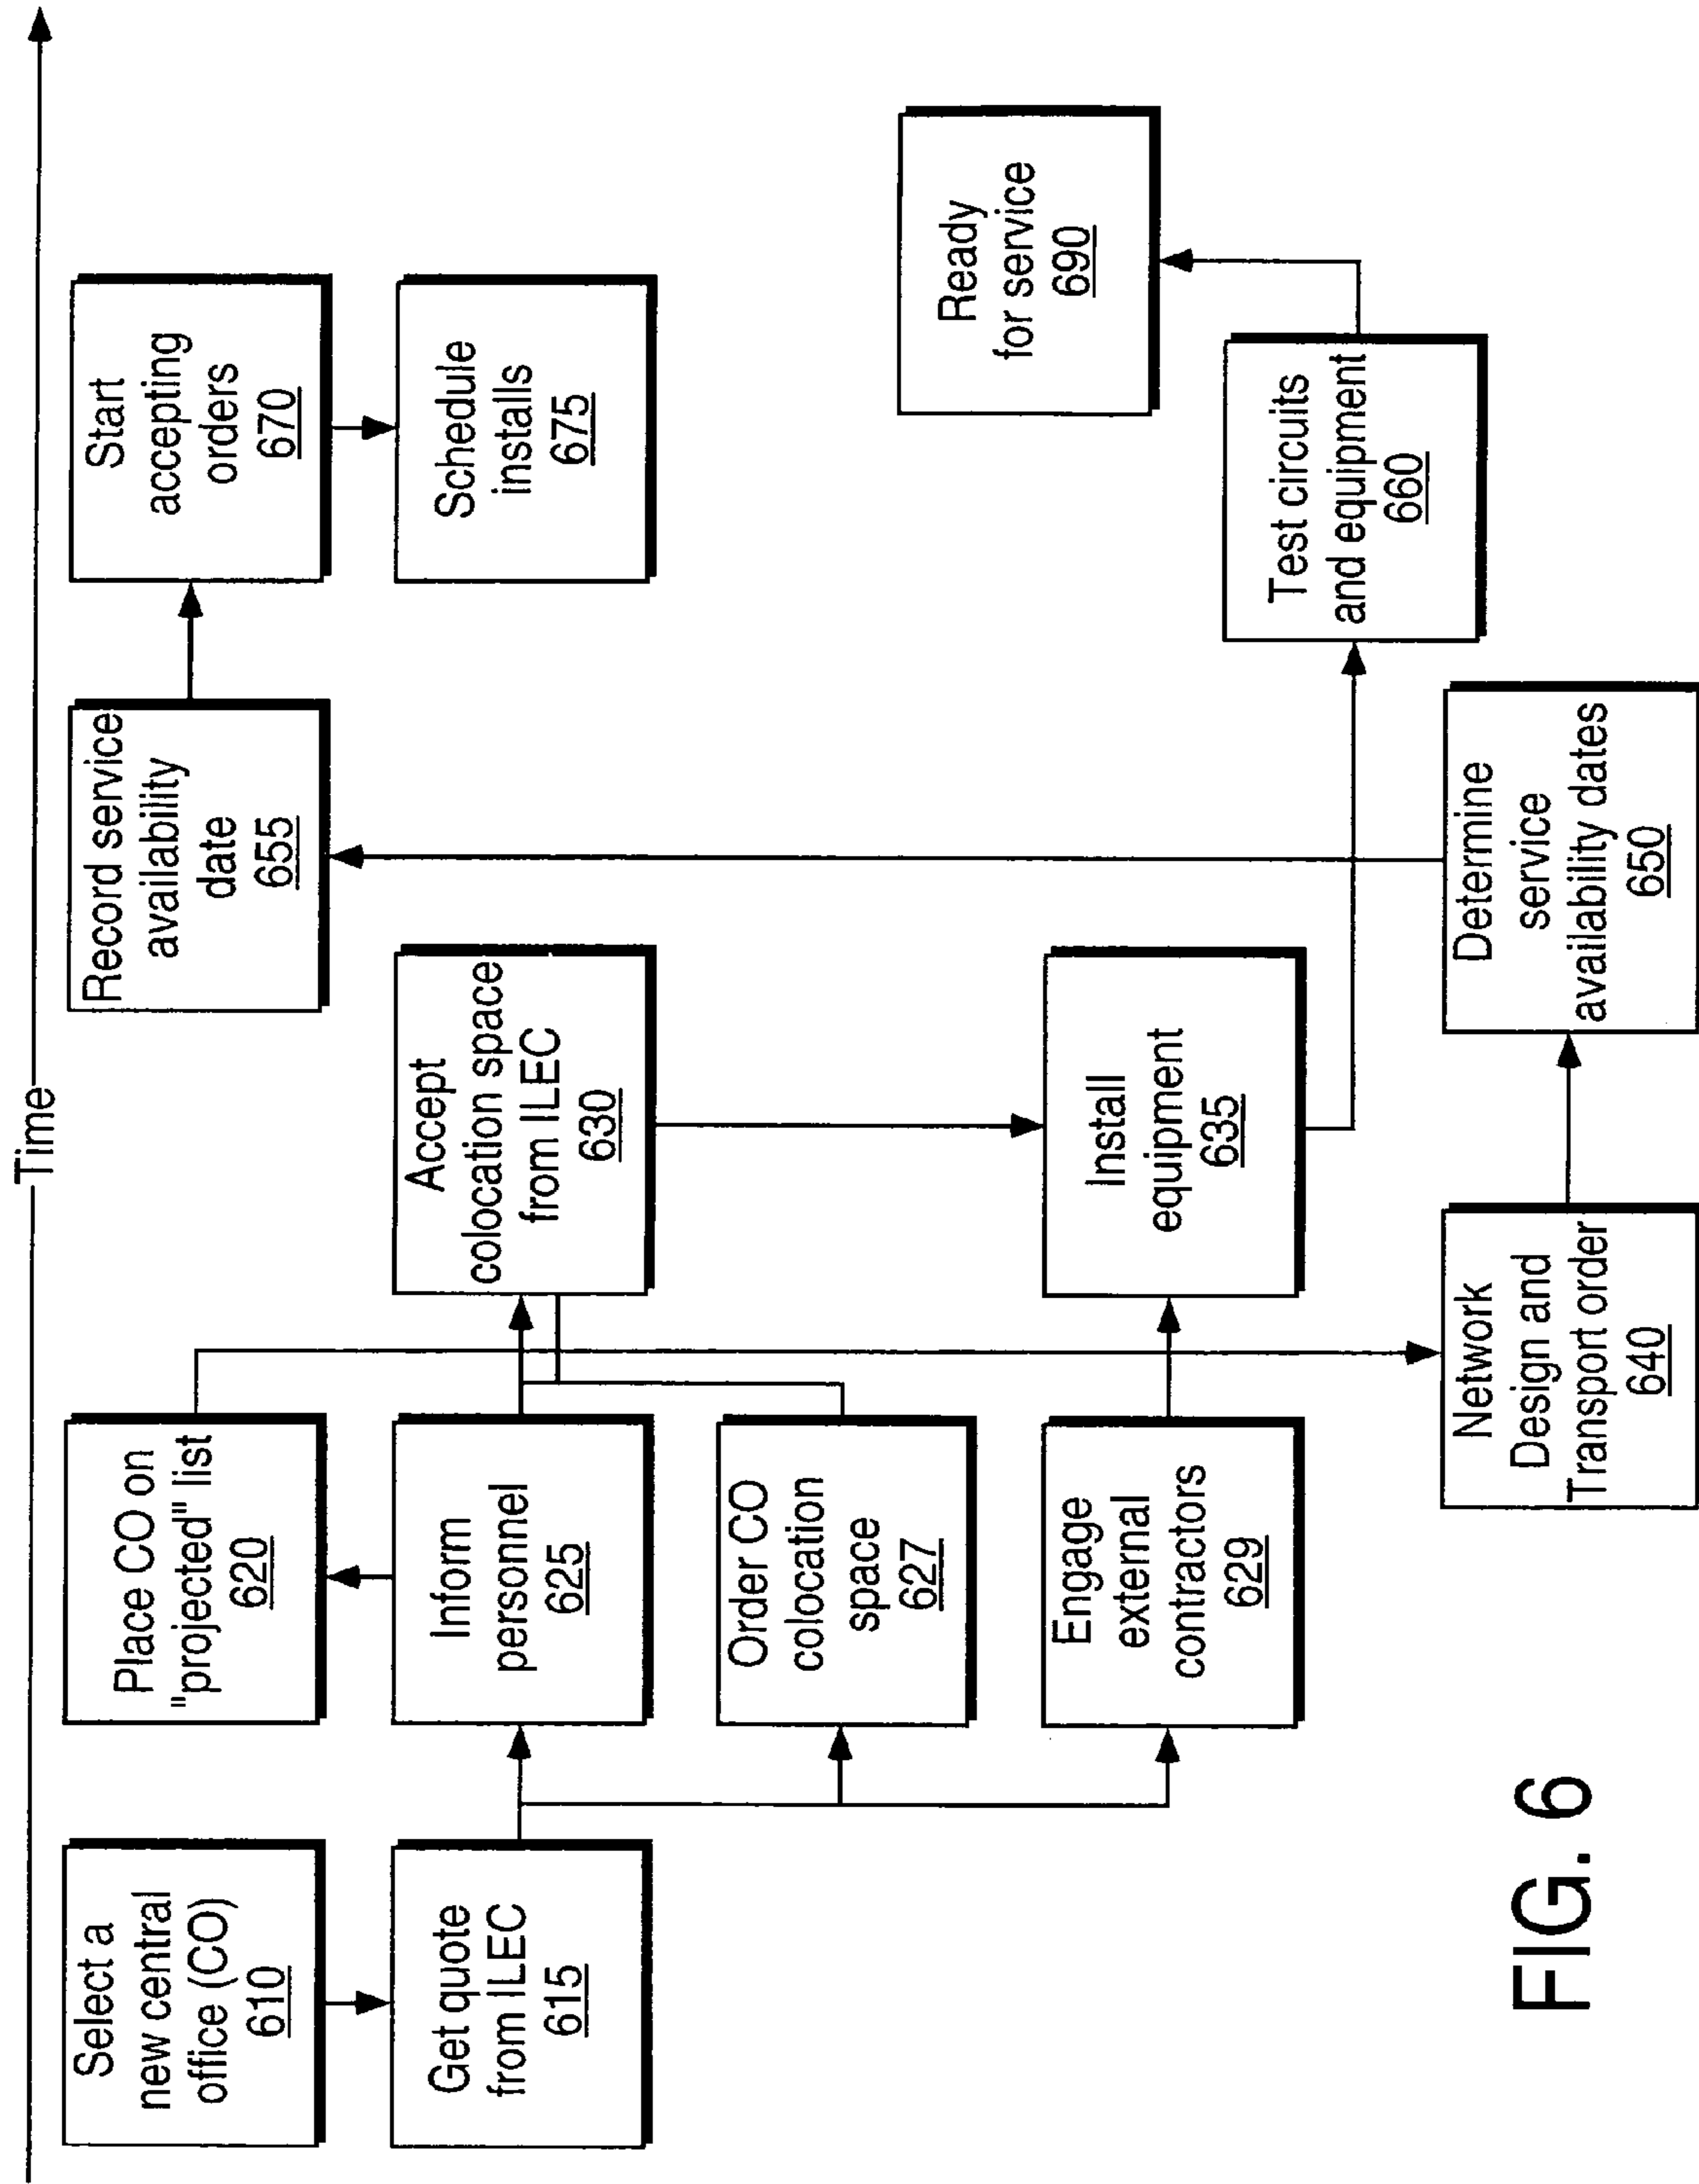 Time
Select a
new central
office (CO)
610
Get quote
from ILEC
615
Place CO on
"projected" list
620
Inform
personnel
625
Order CO
colocation
space
627
Engage
external
contractors
629
Accept
colocation space
from ILEC
630
Install
equipment
635
Network
Design and
Transport order
640
Record service
availability
date
655
Determine
service
availability dates
650
Start
accepting
orders
670
Schedule
installs
675
Test circuits
and equipment
660
Ready
for service
690
FIG. 6